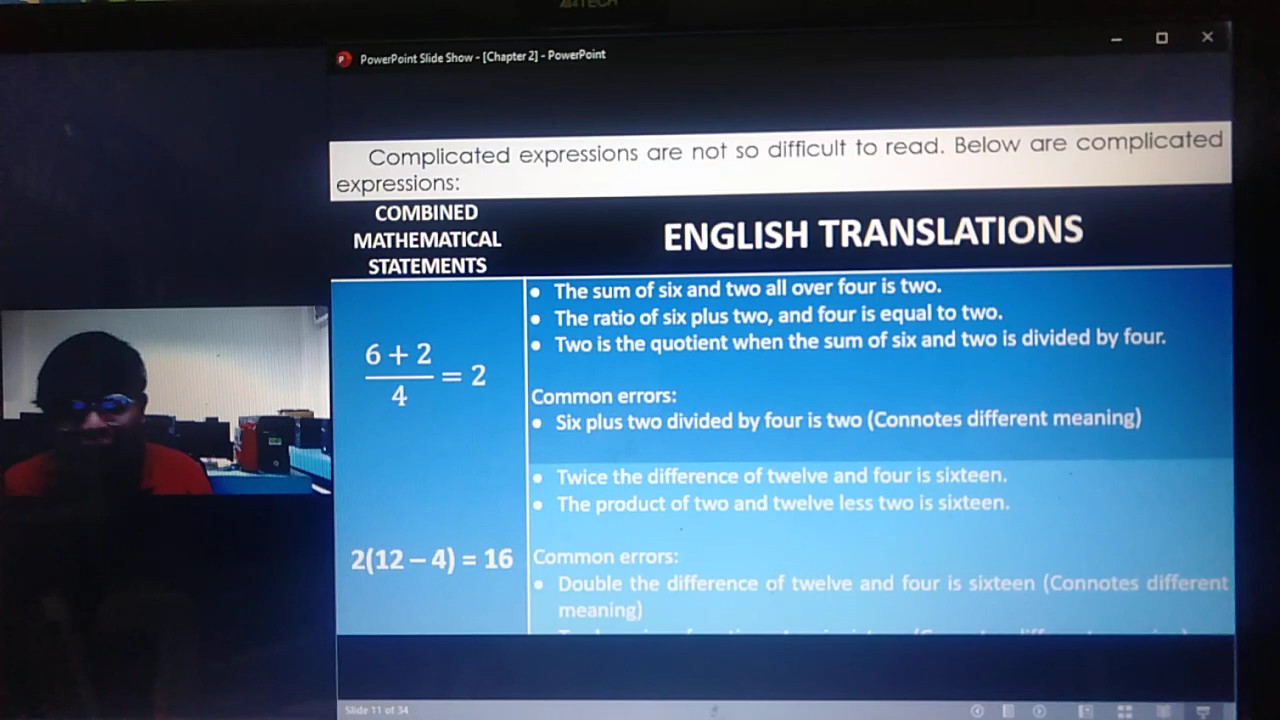 PowerPoint Slide Show - [Chapter 2] - PowerPoint
Complicated expressions are not so difficult to read. Below are complicated
expressions:
COMBINED
MATHEMATICAL
STATEMENTS
ENGLISH TRANSLATIONS
6 + 2
4
= 2
• The sum of six and two all over four is two.
• The ratio of six plus two, and four is equal to two.
• Two is the quotient when the sum of six and two is divided by four.
Common errors:
• Six plus two divided by four is two (Connotes different meaning)
2(12 – 4) = 16
• Twice the difference of twelve and four is sixteen.
• The product of two and twelve less two is sixteen.
Common errors:
• Double the difference of twelve and four is sixteen (Connotes different
meaning)
Slide 11 of 34